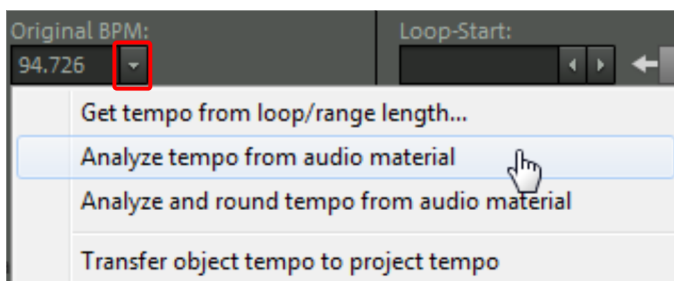 Original BPM:
Loop-Start:
94.726
Get tempo from loop/range length...
Analyze tempo from audio material
Analyze and round tempo from audio material
Transfer object tempo to project tempo